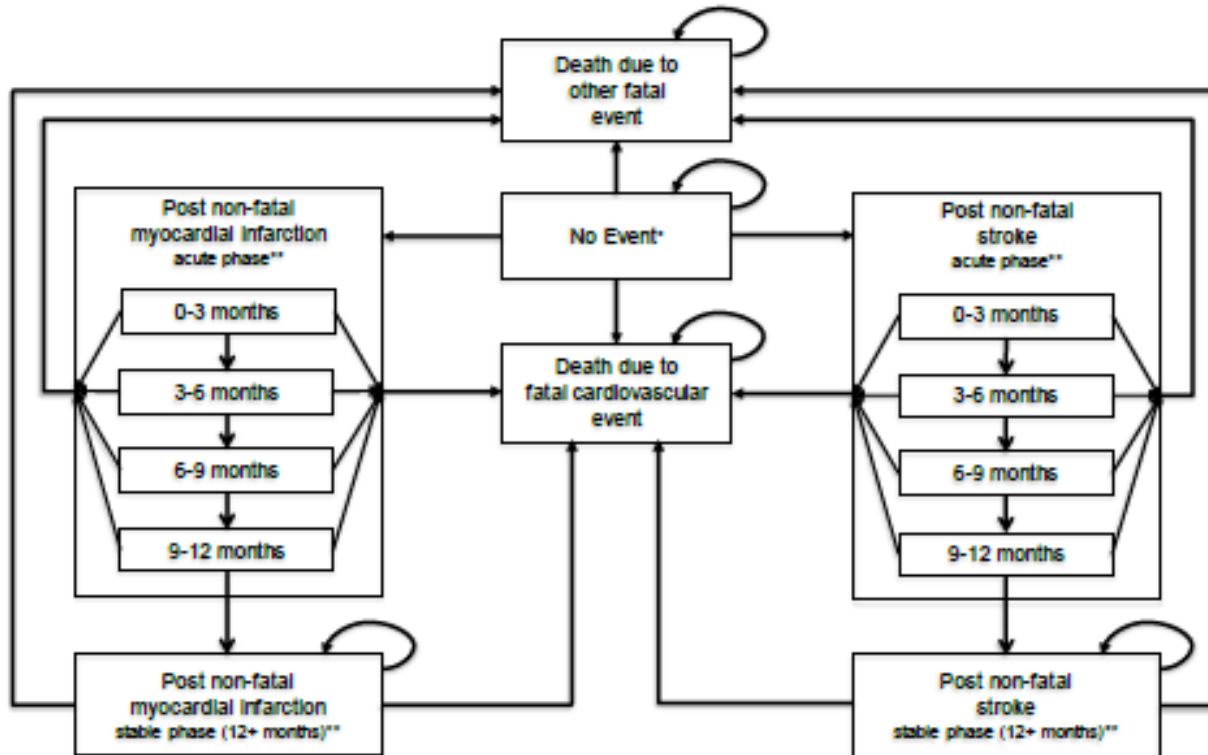 Death due to
other fatal
event
Post non-fatal
myocardial infarction
acute phase**
No Event*
Post non-fatal
stroke
acute phase**
0-3 months
3-6 months
6-9 months
9-12 months
Death due to
fatal cardiovascular
event
0-3 months
3-6 months
6-9 months
9-12 months
Post non-fatal
myocardial infarction
stable phase (12+ months)**
Post non-fatal
stroke
stable phase (12+ months)**